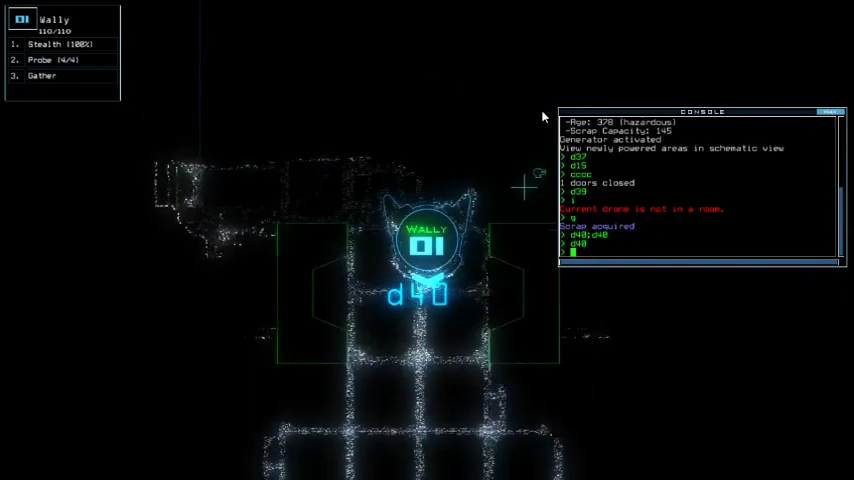 01 Wally
110/110
1. Stealth (100%)
2. Probe (4/4)
3. Gather
CONSOLE
-Age: 378 (hazardous)
-Scrap Capacity: 145
Generator activated
View newly powered areas in schematic view
> d37
> d15
> cccc
1 doors closed
> d39
> i
Current drone is not in a room.
> g
Scrap acquired
> d40;d40
> d40
>
WALLY
01
d40